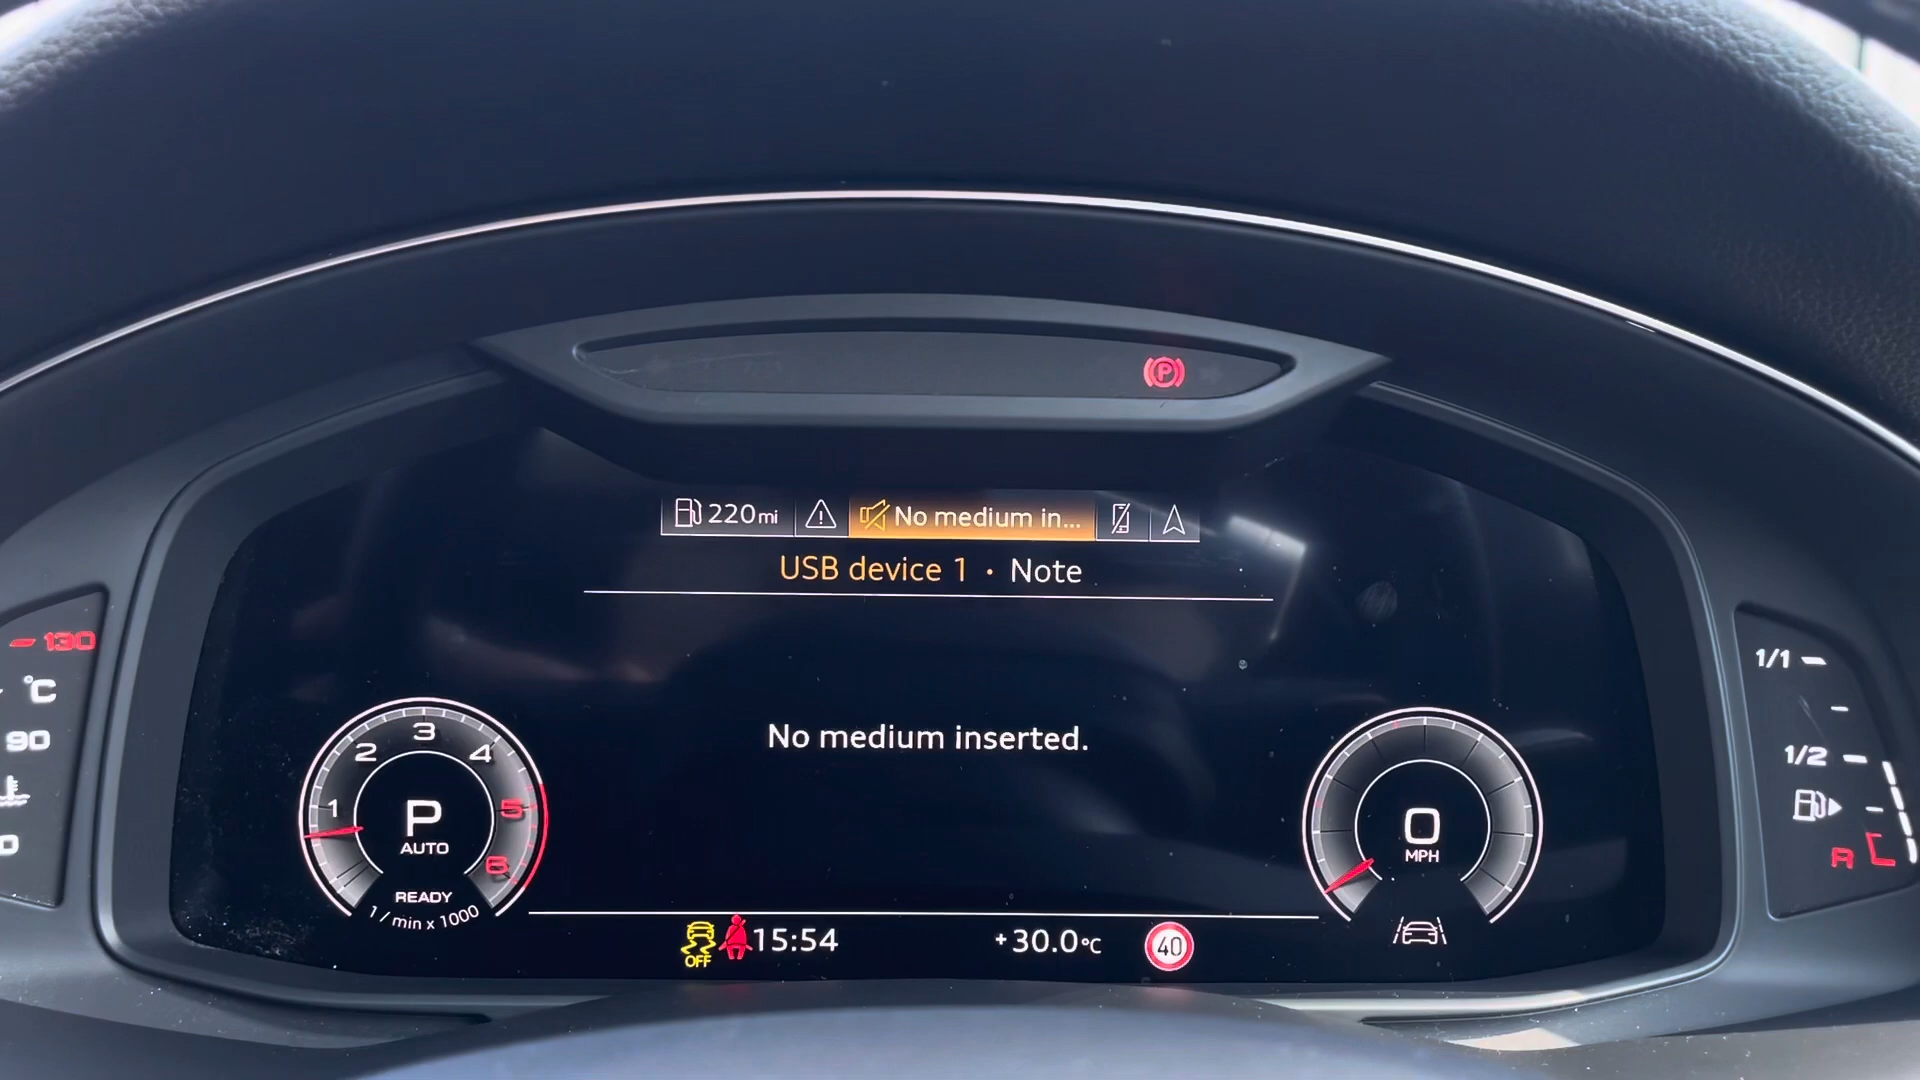 220mi No medium in...
USB device 1 · Note
No medium inserted.
130
°C
90
1
2
3
4
5
6
P
AUTO
READY
1/min x 1000
0
MPH
1/1
1/2
R
OFF 15:54 +30.0°C 40
P